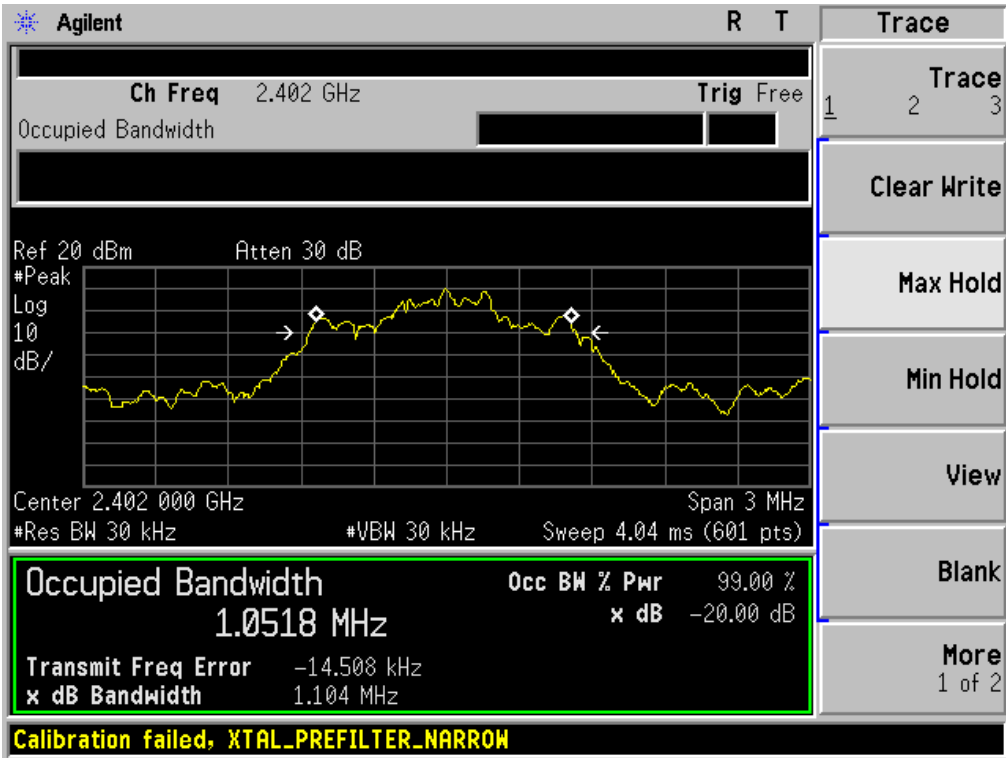 Agilent R T
Ch Freq 2.402 GHz Trig Free
Occupied Bandwidth
Ref 20 dBm Atten 30 dB
#Peak
Log
10
dB/
Center 2.402 000 GHz Span 3 MHz
#Res BW 30 kHz #VBW 30 kHz Sweep 4.04 ms (601 pts)
Occupied Bandwidth
1.0518 MHz
Occ BW % Pwr 99.00 %
x dB -20.00 dB
Transmit Freq Error -14.508 kHz
x dB Bandwidth 1.104 MHz
Calibration failed, XTAL_PREFILTER_NARROW
Trace
Trace
1 2 3
Clear Write
Max Hold
Min Hold
View
Blank
More
1 of 2